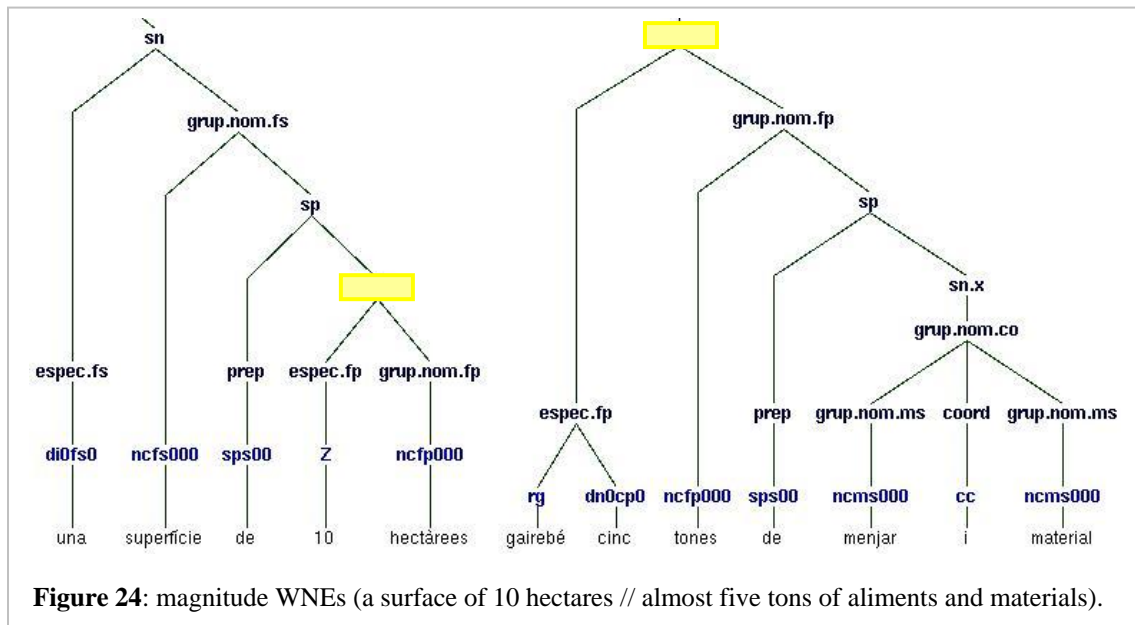 sn
grup.nom.fs grup.nom.fp
sp sp
sn.x
grup.nom.co
espec.fs prep espec.fp grup.nom.fp
espec.fp prep grup.nom.ms coord grup.nom.ms
di0fs0 ncfs000 sps00 Z ncfp000
rg dn0cp0 ncfp000 sps00 ncms000 cc ncms000
una superfície de 10 hectàrees gairebé cinc tones de menjar i material
Figure 24: magnitude WNEs (a surface of 10 hectares // almost five tons of aliments and materials).